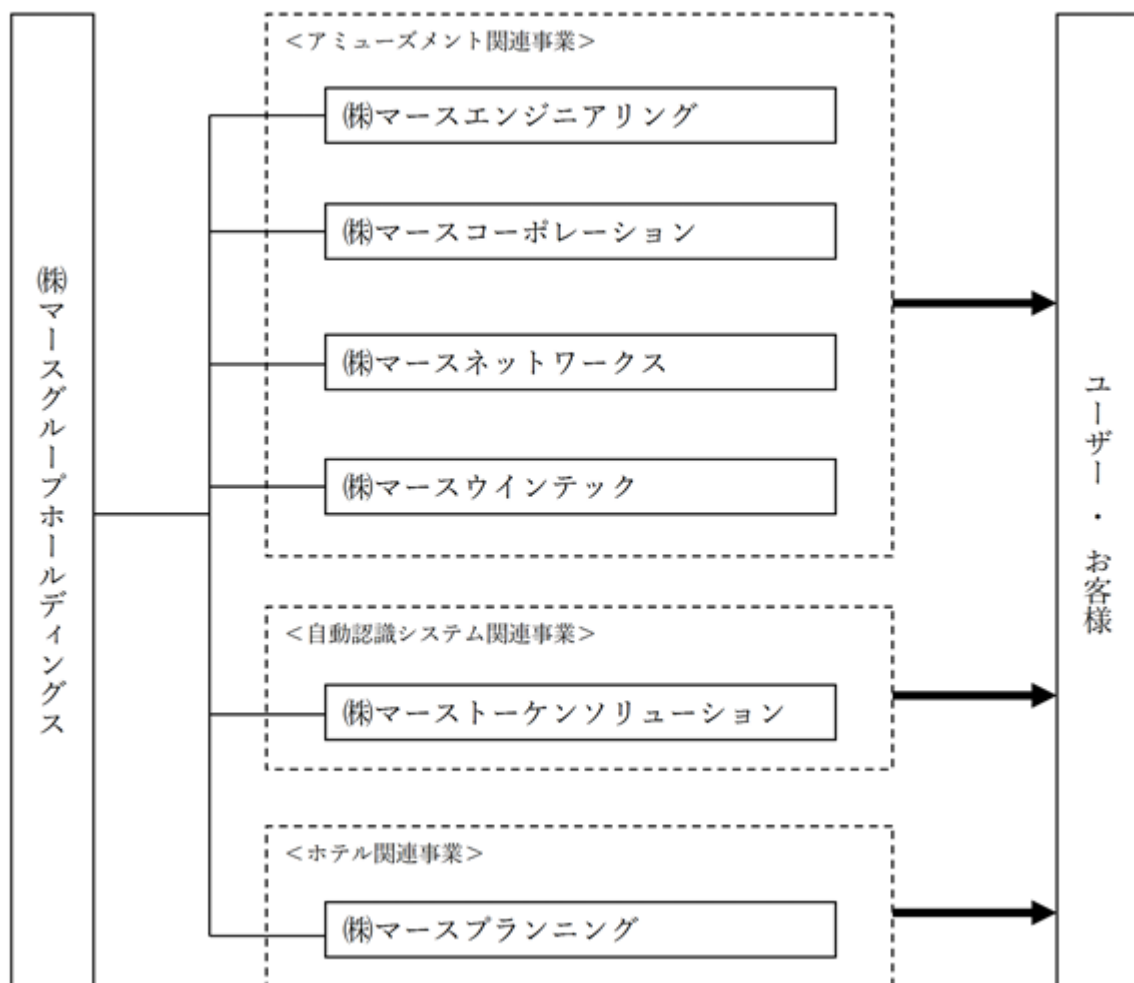 ㈱マースグループホールディングス
＜アミューズメント関連事業＞
㈱マースエンジニアリング
㈱マースコーポレーション
㈱マースネットワークス
㈱マースウインテック
＜自動認識システム関連事業＞
㈱マーストーケンソリューション
＜ホテル関連事業＞
㈱マースプランニング
ユーザー・お客様